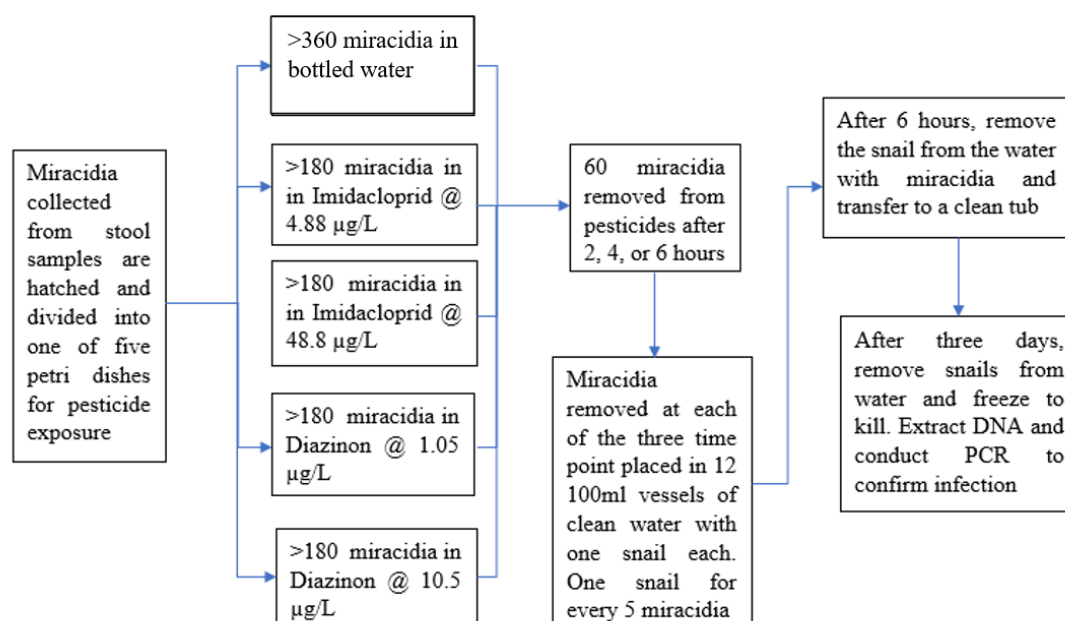 Miracidia
collected
from stool
samples are
hatched and
divided into
one of five
petri dishes
for pesticide
exposure
>360 miracidia in
bottled water
>180 miracidia in
in Imidacloprid @
4.88 µg/L
>180 miracidia in
in Imidacloprid @
48.8 µg/L
>180 miracidia in
Diazinon @ 1.05
µg/L
>180 miracidia in
Diazinon @ 10.5
µg/L
60 miracidia
removed from
pesticides after
2, 4, or 6 hours
Miracidia
removed at each
of the three time
point placed in 12
100ml vessels of
clean water with
one snail each.
One snail for
every 5 miracidia
After 6 hours, remove
the snail from the water
with miracidia and
transfer to a clean tub
After three days,
remove snails from
water and freeze to
kill. Extract DNA and
conduct PCR to
confirm infection